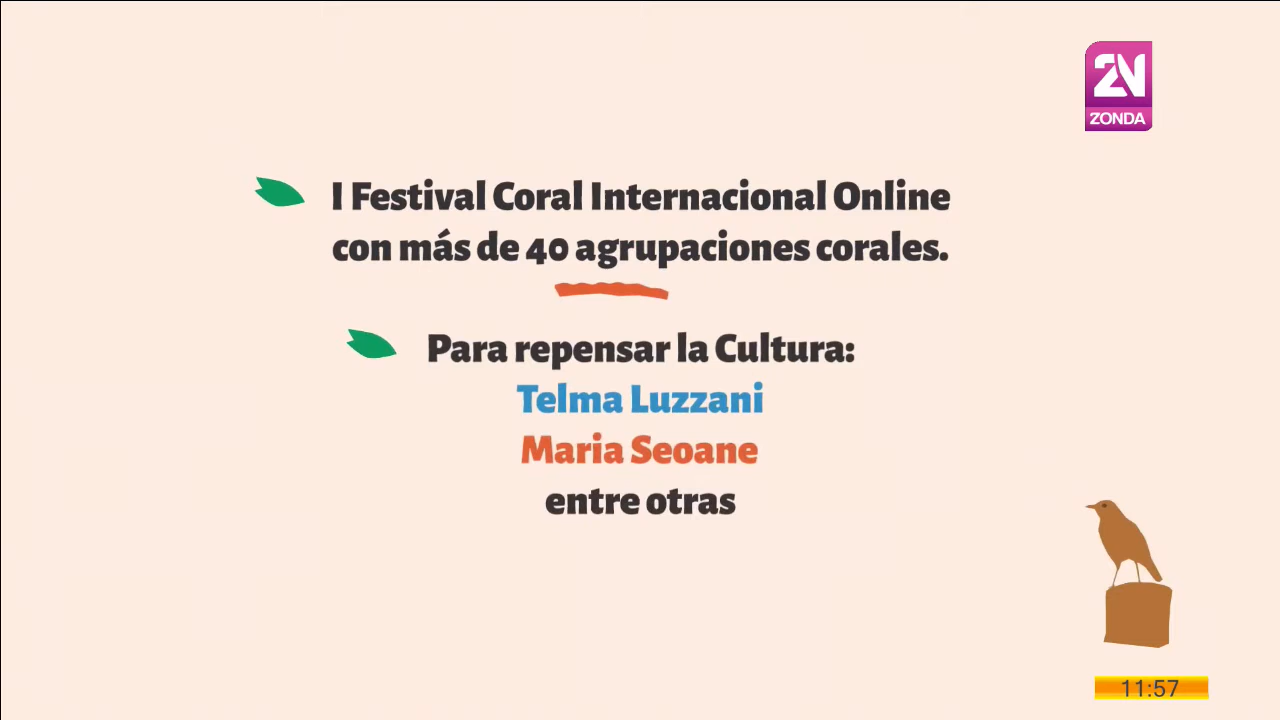 ZN
ZONDA
I Festival Coral Internacional Online
con más de 40 agrupaciones corales.
Para repensar la Cultura:
Telma Luzzani
Maria Seoane
entre otras
11:57